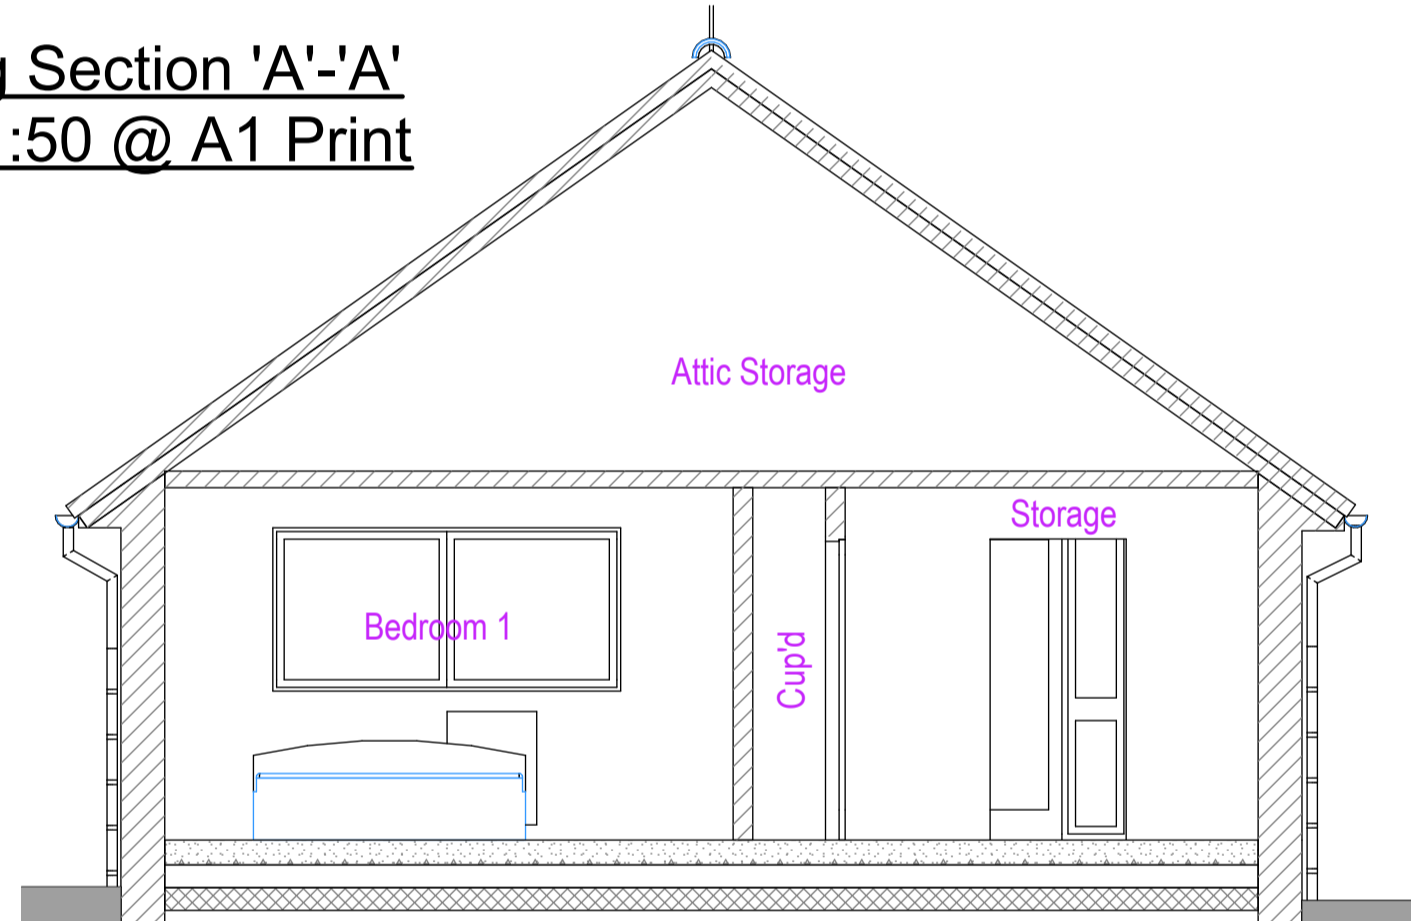 Section 'A'-'A'
:50 @ A1 Print
Attic Storage
Storage
Bedroom 1
Cup'd